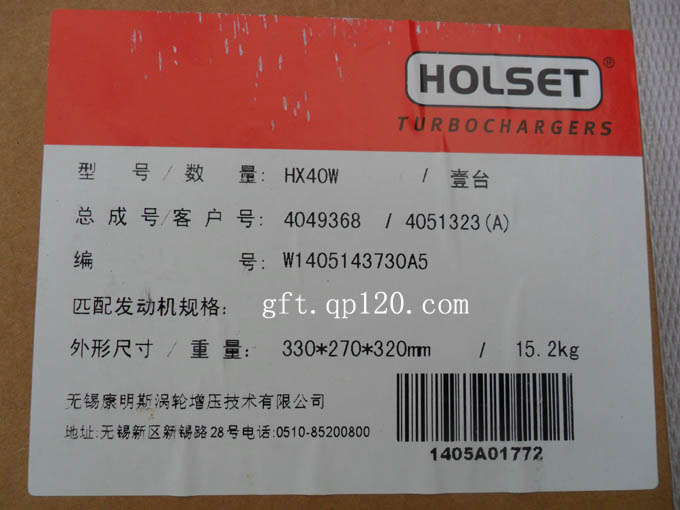 HOLSET®
TURBOCHARGERS
型号/数量: HX40W / 壹台
总成号/客户号: 4049368 / 4051323(A)
编号: W1405143730A5
匹配发动机规格:
gft.qp120.com
外形尺寸/重量: 330*270*320mm / 15.2kg
无锡康明斯涡轮增压技术有限公司
地址:无锡新区新锡路28号电话:0510-85200800
1405A01772